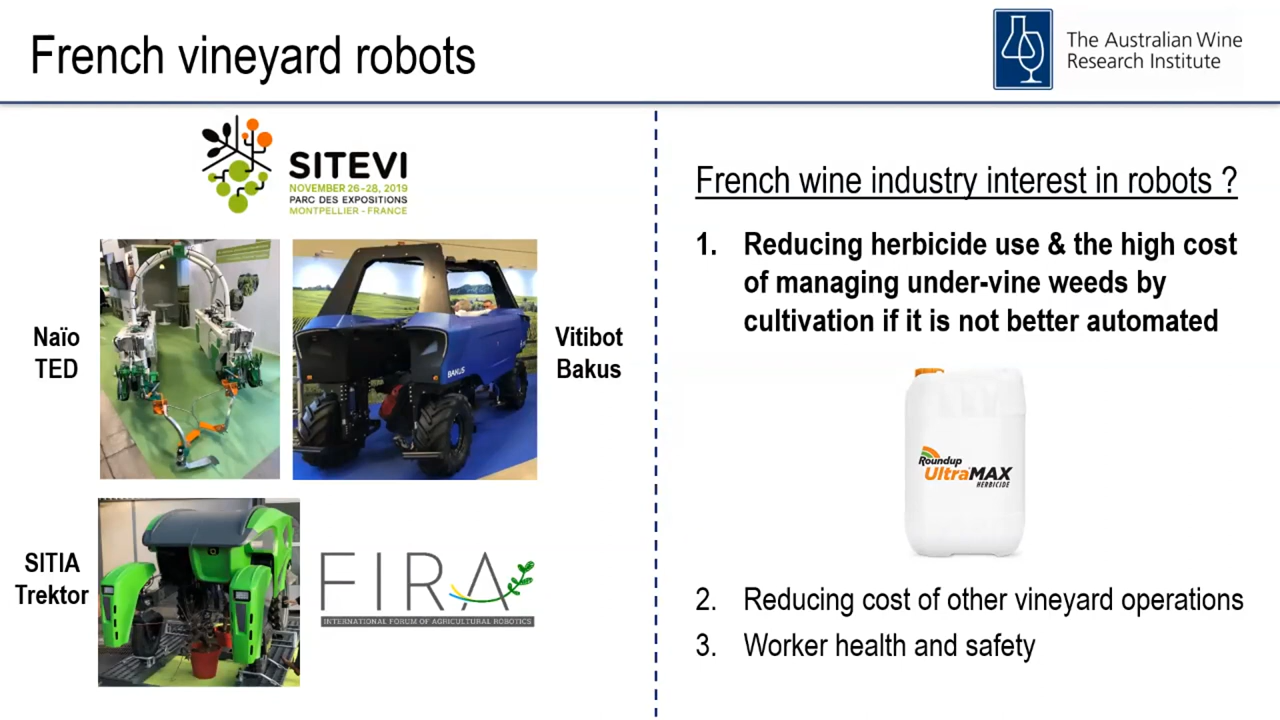 French vineyard robots
The Australian Wine
Research Institute
SITEVI
NOVEMBER 26-28, 2019
PARC DES EXPOSITIONS
MONTPELLIER - FRANCE
Naïo
TED
BAKUS
Vitibot
Bakus
SITIA
Trektor
FIRA
INTERNATIONAL FORUM OF AGRICULTURAL ROBOTICS
French wine industry interest in robots ?
1. Reducing herbicide use & the high cost
of managing under-vine weeds by
cultivation if it is not better automated
Roundup
UltraMAX
HERBICIDE
2. Reducing cost of other vineyard operations
3. Worker health and safety